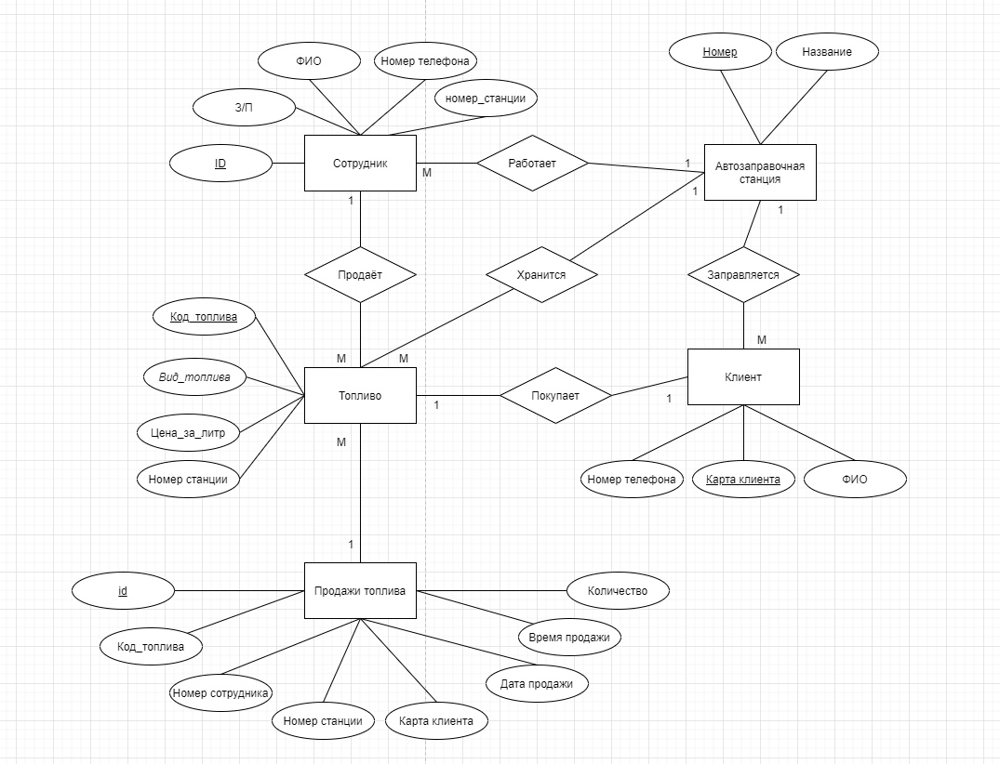 ФИО
Номер телефона
Номер
Название
З/П
номер_станции
ID
Сотрудник
М
Работает
1
Автозаправочная
станция
1
1
1
Продаёт
Хранится
Заправляется
Код_топлива
М
М
М
Вид_топлива
Топливо
1
Покупает
1
Клиент
Цена_за_литр
М
Номер станции
Номер телефона
Карта клиента
ФИО
1
id
Продажи топлива
Количество
Код_топлива
Время продажи
Номер сотрудника
Дата продажи
Номер станции
Карта клиента